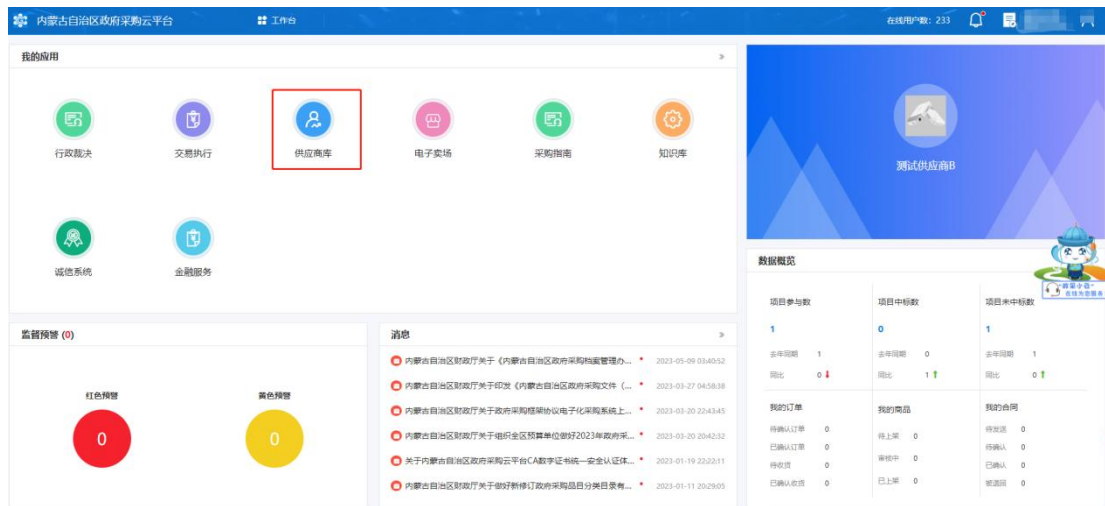 内蒙古自治区政府采购云平台
工作台
在线用户数: 233
我的应用
行政裁决
交易执行
供应商库
电子卖场
采购指南
知识库
诚信系统
金融服务
测试供应商B
数据概览
在线为您服务
项目参与数
项目中标数
项目未中标数
1
0
1
去年同期 1
去年同期 0
去年同期 1
同比 0
同比 1
同比 0
我的订单
我的商品
我的合同
待确认订单 0
已确认订单 0
待收货 0
已确认收货 0
待上架 0
审核中 0
已上架 0
待发送 0
待确认 0
已确认 0
被退回 0
监督预警 (0)
红色预警
黄色预警
0
0
消息
内蒙古自治区财政厅关于《内蒙古自治区政府采购档案管理办... 2023-05-09 03:40:52
内蒙古自治区财政厅关于印发《内蒙古自治区政府采购文件（... 2023-03-27 04:58:38
内蒙古自治区财政厅关于政府采购框架协议电子化采购系统上... 2023-03-20 22:43:45
内蒙古自治区财政厅关于组织全区预算单位做好2023年政府采... 2023-03-20 20:42:32
关于内蒙古自治区政府采购云平台CA数字证书统一安全认证体... 2023-01-19 22:22:11
内蒙古自治区财政厅关于做好新修订政府采购品目分类目录有... 2023-01-11 20:29:05